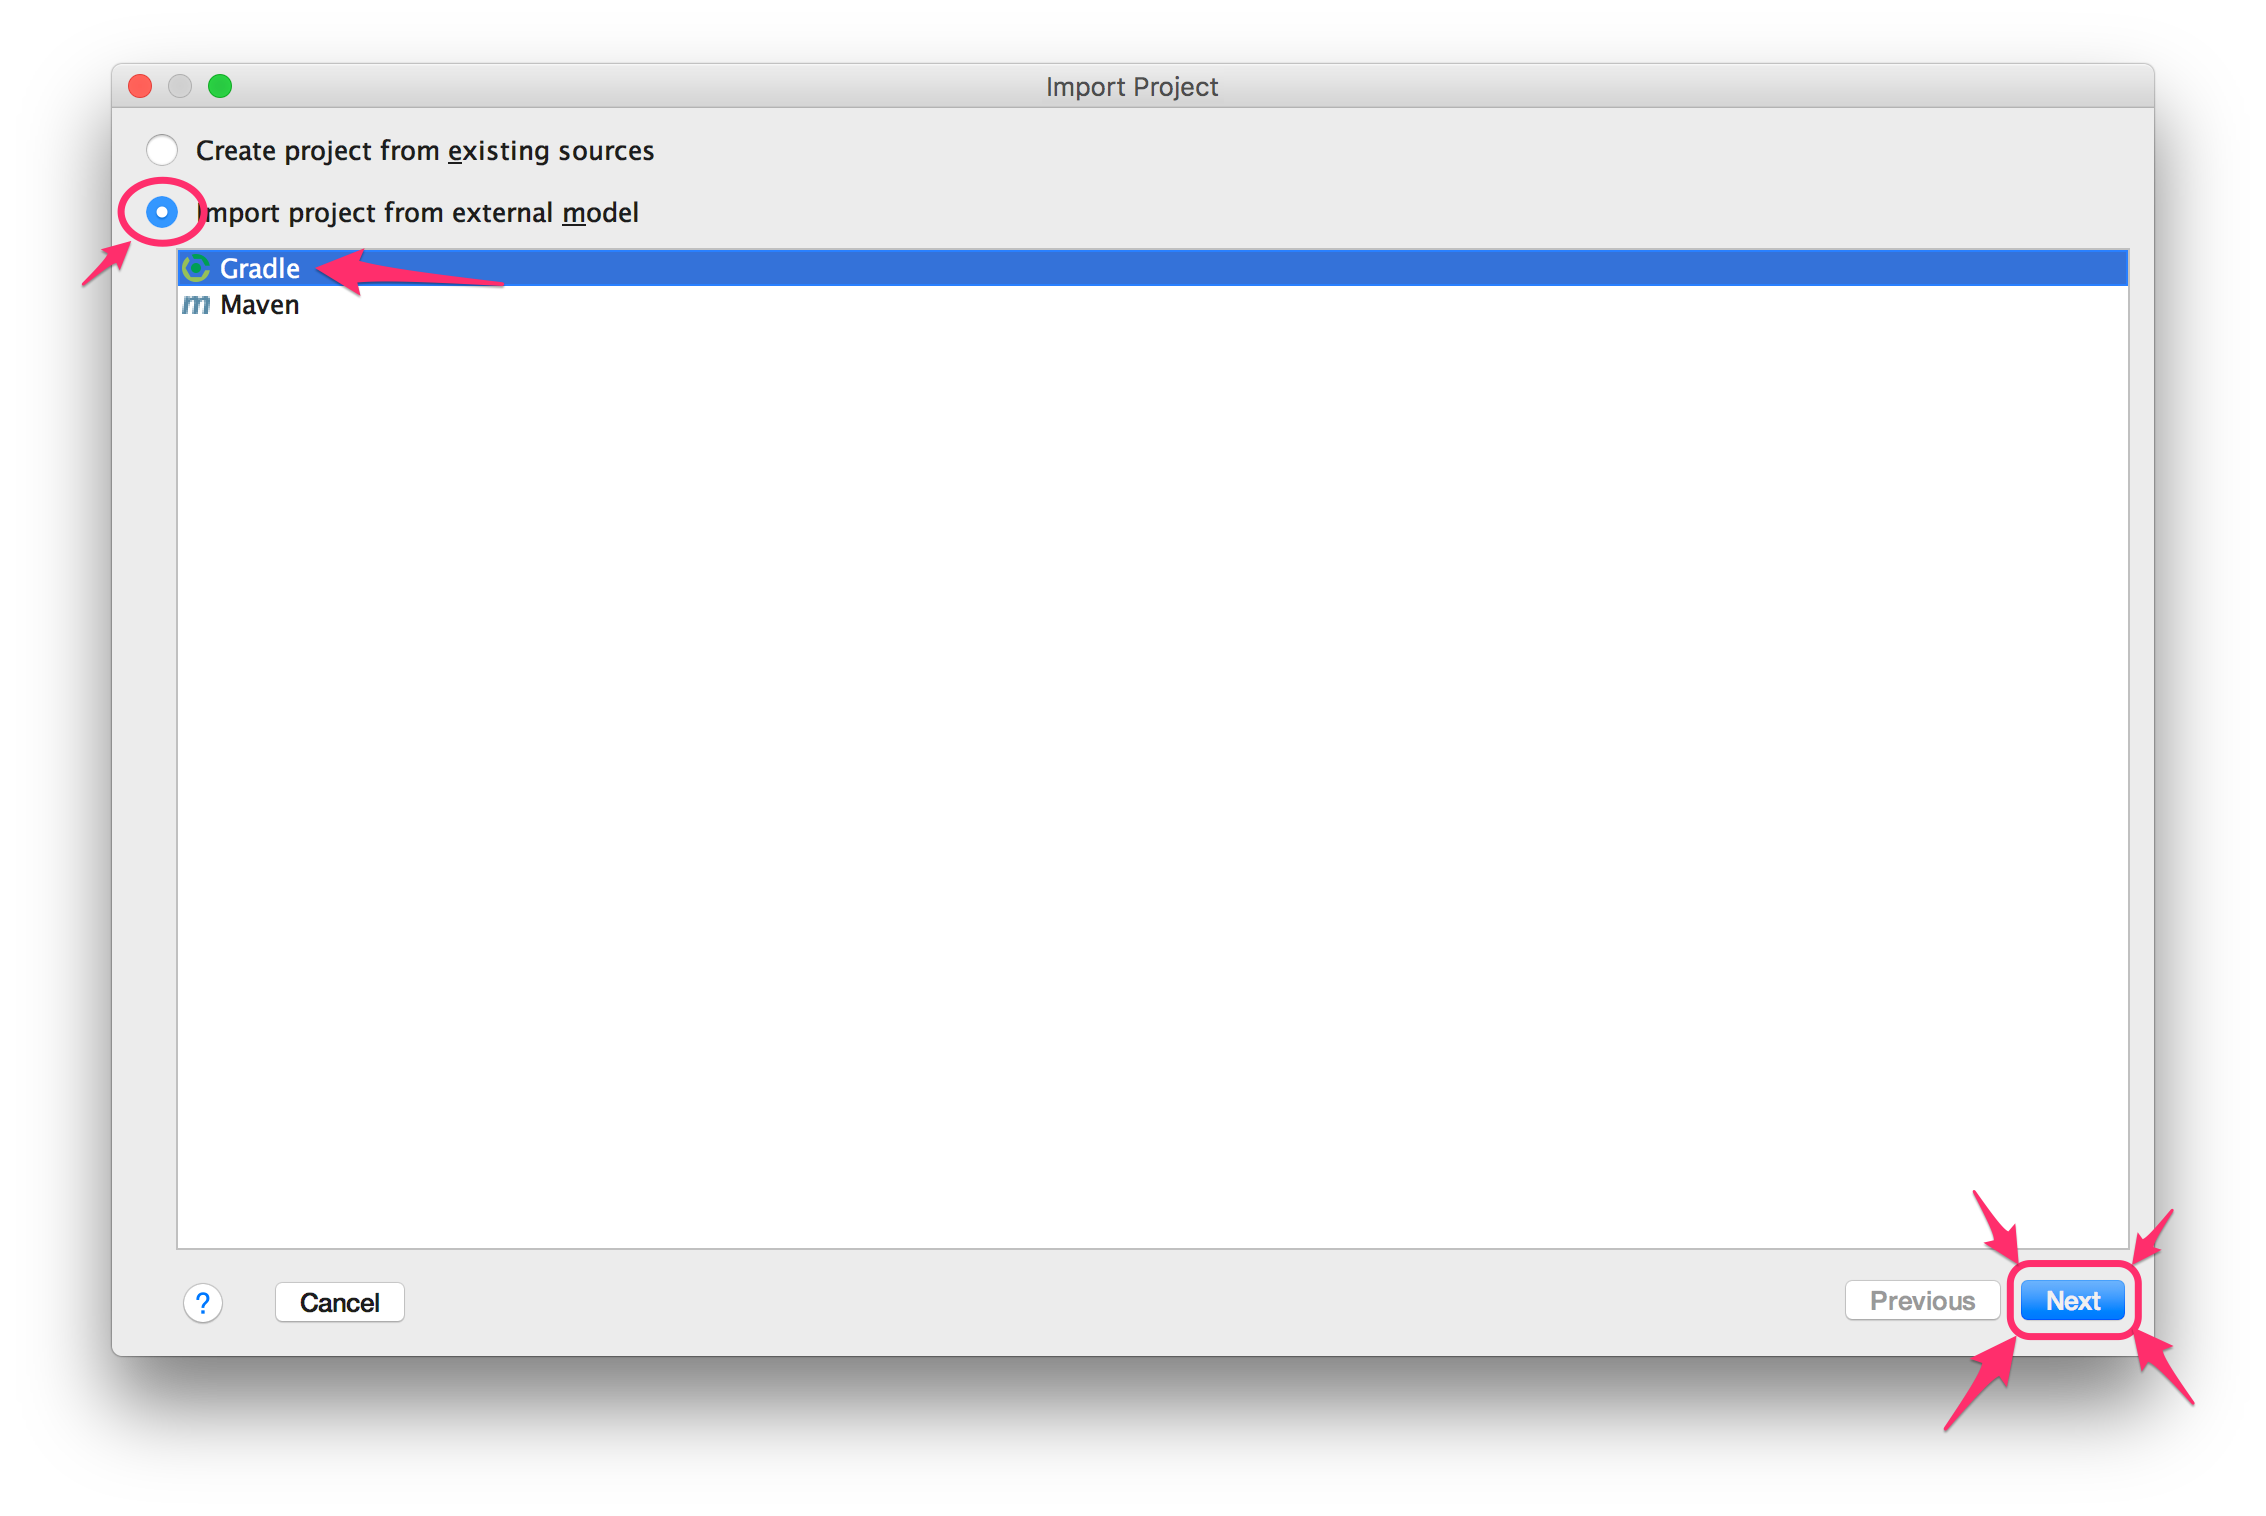 Import Project
Create project from existing sources
Import project from external model
Gradle
m Maven
?
Cancel
Previous
Next